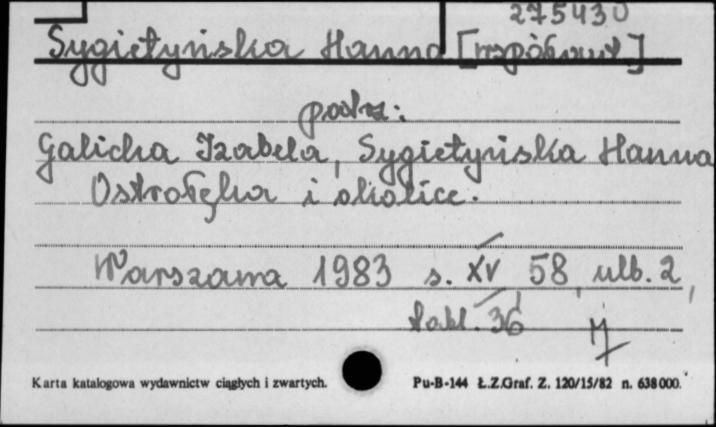 275430
Sygietyńska Hanna [współaut]
patrz:
Galicka Izabela, Sygietyńska Hanna
Ostrołęka i okolice.
Warszawa 1983 s. XV 58, ulb. 2,
tabl. 36
Karta katalogowa wydawnictw ciągłych i zwartych. Pu-B-144 Ł.Z.Graf. Z. 120/15/82 n. 638000.